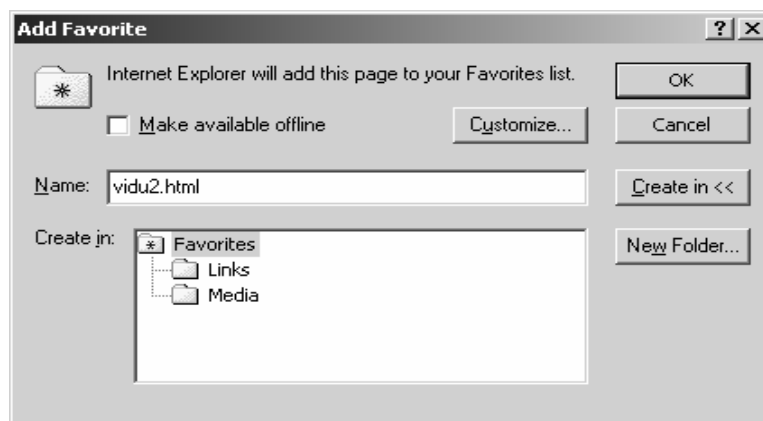 Add Favorite
Internet Explorer will add this page to your Favorites list.
OK
Make available offline
Customize...
Cancel
Name:
vidu2.html
Create in <<
Create in:
Favorites
New Folder...
Links
Media